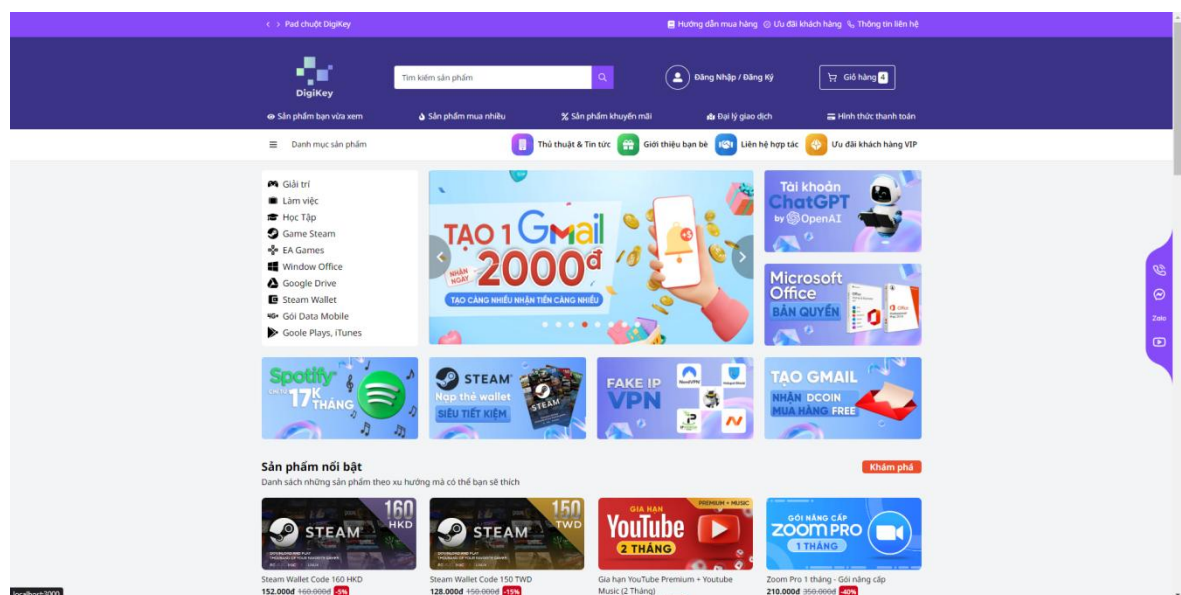 Pad chuột DigiKey
Hướng dẫn mua hàng Ưu đãi khách hàng Thông tin liên hệ
DigiKey
Tìm kiếm sản phẩm
Đăng Nhập / Đăng Ký
Giỏ hàng 4
Sản phẩm bạn vừa xem
Sản phẩm mua nhiều
Sản phẩm khuyến mãi
Đại lý giao dịch
Hình thức thanh toán
Danh mục sản phẩm
Thủ thuật & Tin tức
Giới thiệu bạn bè
Liên hệ hợp tác
Ưu đãi khách hàng VIP
Giải trí
Làm việc
Học Tập
Game Steam
EA Games
Window Office
Google Drive
Steam Wallet
Gói Data Mobile
Goole Plays, iTunes
TẠO 1 Gmail
NHẬN NGAY 2000đ
TẠO CÀNG NHIỀU NHẬN TIỀN CÀNG NHIỀU
Tài khoản
ChatGPT
by OpenAI
Microsoft
Office
BẢN QUYỀN
Zalo
Spotify
17K
THÁNG
STEAM
Nạp thẻ wallet
SIÊU TIẾT KIỆM
STEAM
FAKE IP
VPN
NordVPN
TẠO GMAIL
NHẬN DCOIN
MUA HÀNG FREE
Sản phẩm nổi bật
Khám phá
Danh sách những sản phẩm theo xu hướng mà có thể bạn sẽ thích
STEAM
160
HKD
STEAM
150
TWD
PREMIUM + MUSIC
GIA HẠN
YouTube
2 THÁNG
GÓI NÂNG CẤP
ZOOM PRO
1 THÁNG
Steam Wallet Code 160 HKD
152.000đ 160.000đ -5%
Steam Wallet Code 150 TWD
128.000đ 150.000đ -15%
Gia hạn YouTube Premium + Youtube
Music (2 Tháng)
Zoom Pro 1 tháng - Gói nâng cấp
210.000đ 350.000đ -40%
localhost:3000